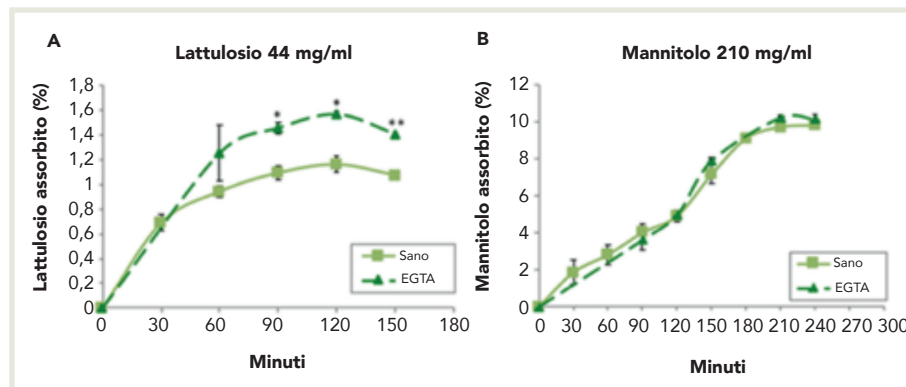 A
Lattulosio 44 mg/ml
Lattulosio assorbito (%)
1,8
1,6
1,4
1,2
1
0,8
0,6
0,4
0,2
0
*
*
**
Sano
EGTA
0 30 60 90 120 150 180
Minuti
B
Mannitolo 210 mg/ml
Mannitolo assorbito (%)
12
10
8
6
4
2
0
Sano
EGTA
0 30 60 90 120 150 180 210 240 270 300
Minuti